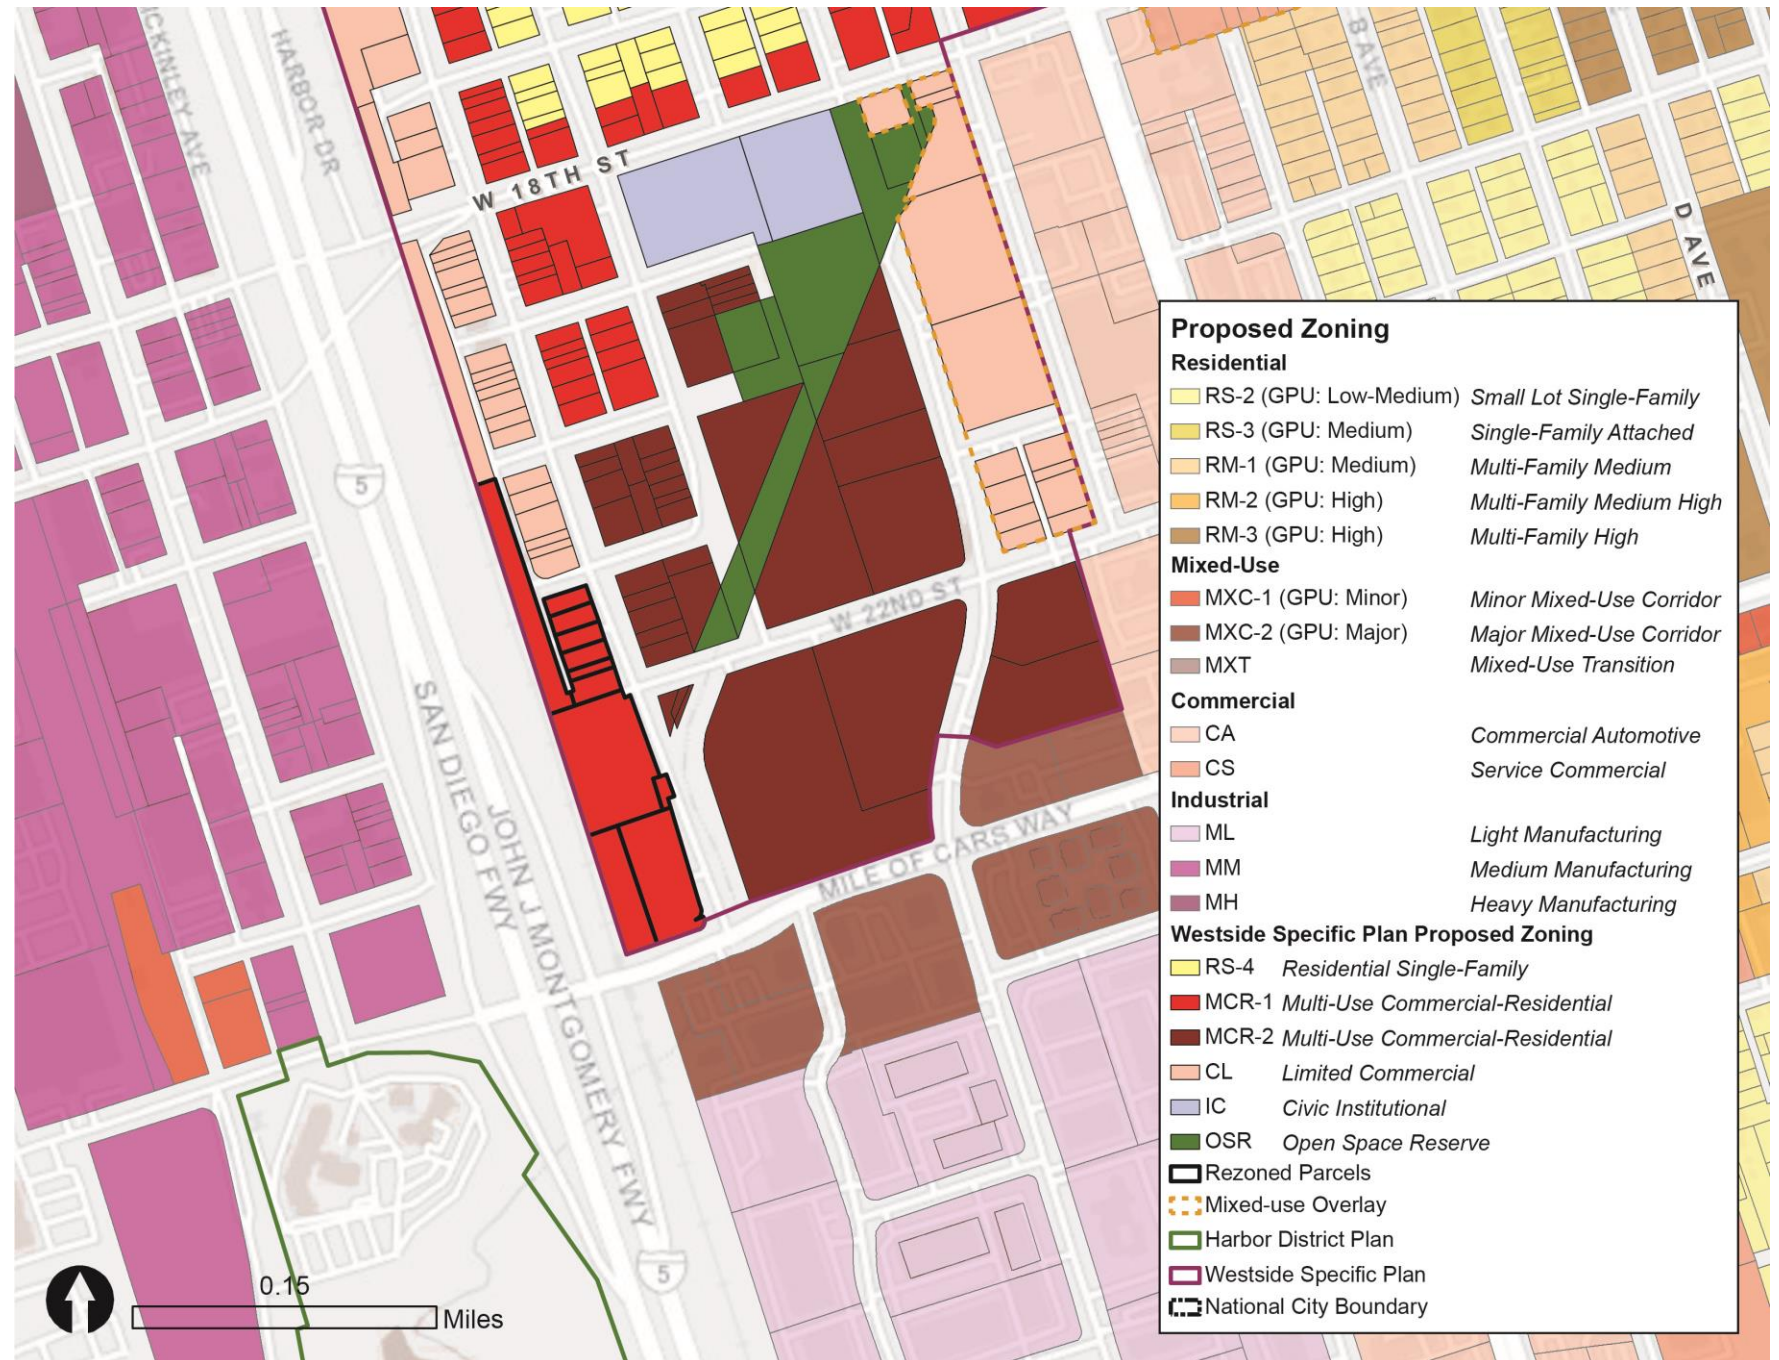 CKINLEY AVE
HARBOR DR
B AVE
W 18TH ST
D AVE
5
W 22ND ST
SAN DIEGO FWY
JOHN J MONTGOMERY FWY
MILE OF CARS WAY
5
0.15
Miles
Proposed Zoning
Residential
RS-2 (GPU: Low-Medium) Small Lot Single-Family
RS-3 (GPU: Medium) Single-Family Attached
RM-1 (GPU: Medium) Multi-Family Medium
RM-2 (GPU: High) Multi-Family Medium High
RM-3 (GPU: High) Multi-Family High
Mixed-Use
MXC-1 (GPU: Minor) Minor Mixed-Use Corridor
MXC-2 (GPU: Major) Major Mixed-Use Corridor
MXT Mixed-Use Transition
Commercial
CA Commercial Automotive
CS Service Commercial
Industrial
ML Light Manufacturing
MM Medium Manufacturing
MH Heavy Manufacturing
Westside Specific Plan Proposed Zoning
RS-4 Residential Single-Family
MCR-1 Multi-Use Commercial-Residential
MCR-2 Multi-Use Commercial-Residential
CL Limited Commercial
IC Civic Institutional
OSR Open Space Reserve
Rezoned Parcels
Mixed-use Overlay
Harbor District Plan
Westside Specific Plan
National City Boundary